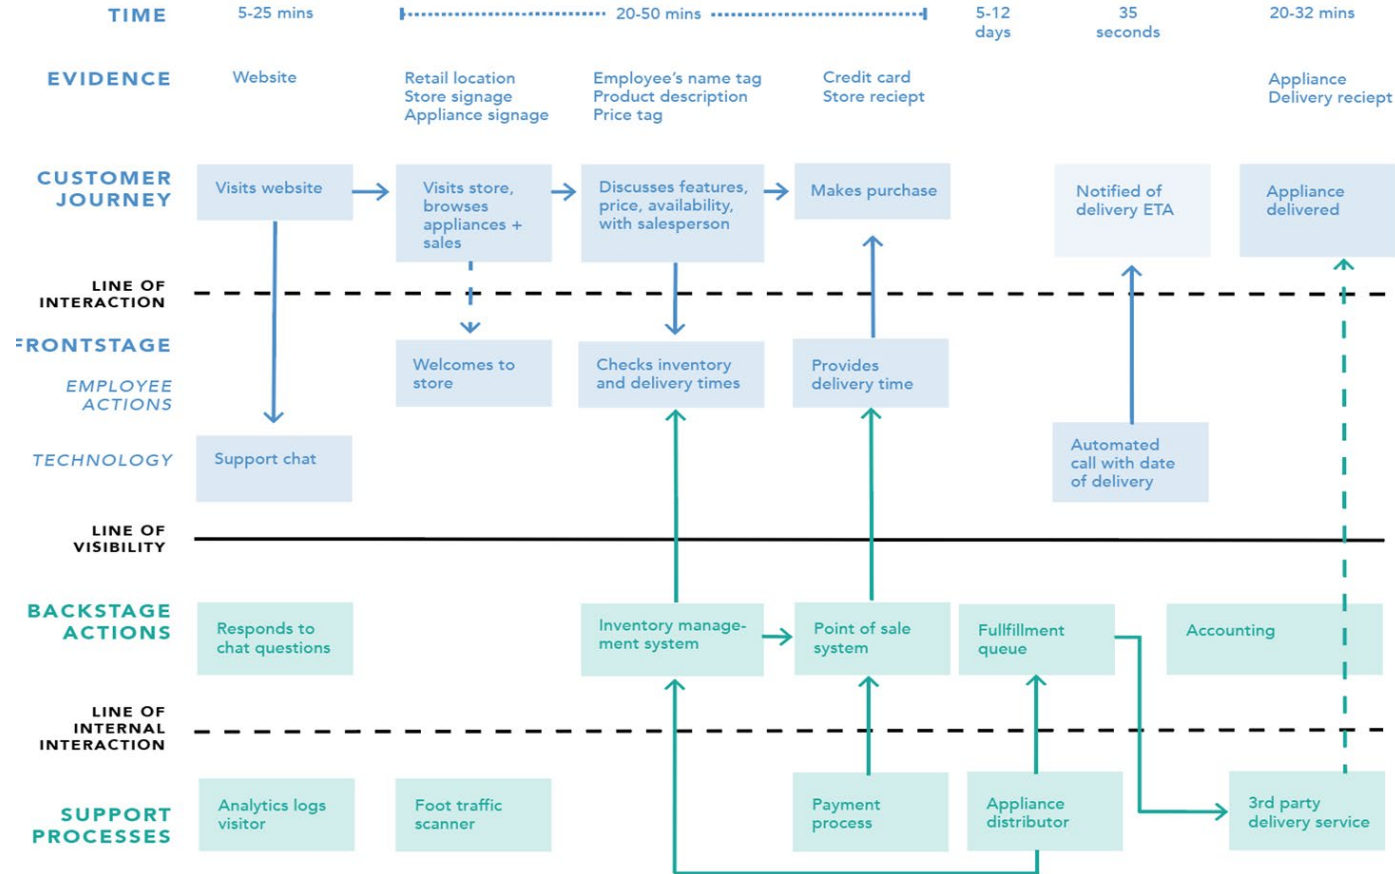 TIME
5-25 mins
20-50 mins
5-12
days
35
seconds
20-32 mins
EVIDENCE
Website
Retail location
Store signage
Appliance signage
Employee's name tag
Product description
Price tag
Credit card
Store reciept
Appliance
Delivery reciept
CUSTOMER
JOURNEY
Visits website
Visits store,
browses
appliances +
sales
Discusses features,
price, availability,
with salesperson
Makes purchase
Notified of
delivery ETA
Appliance
delivered
LINE OF
INTERACTION
FRONTSTAGE
EMPLOYEE
ACTIONS
Welcomes to
store
Checks inventory
and delivery times
Provides
delivery time
TECHNOLOGY
Support chat
Automated
call with date
of delivery
LINE OF
VISIBILITY
BACKSTAGE
ACTIONS
Responds to
chat questions
Inventory manage-
ment system
Point of sale
system
Fullfillment
queue
Accounting
LINE OF
INTERNAL
INTERACTION
SUPPORT
PROCESSES
Analytics logs
visitor
Foot traffic
scanner
Payment
process
Appliance
distributor
3rd party
delivery service